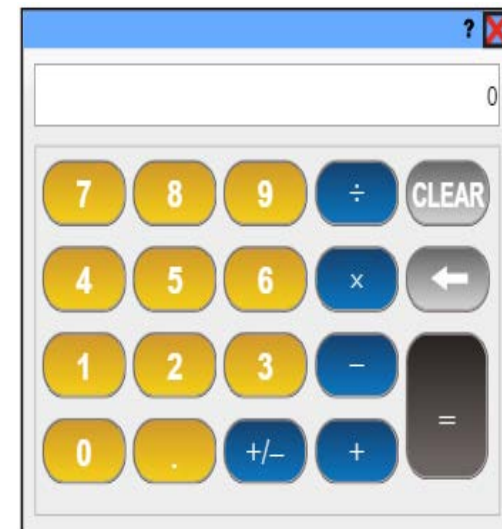 ?
0
7 8 9 ÷ CLEAR
4 5 6 ×
1 2 3 −
0 . +/− + =